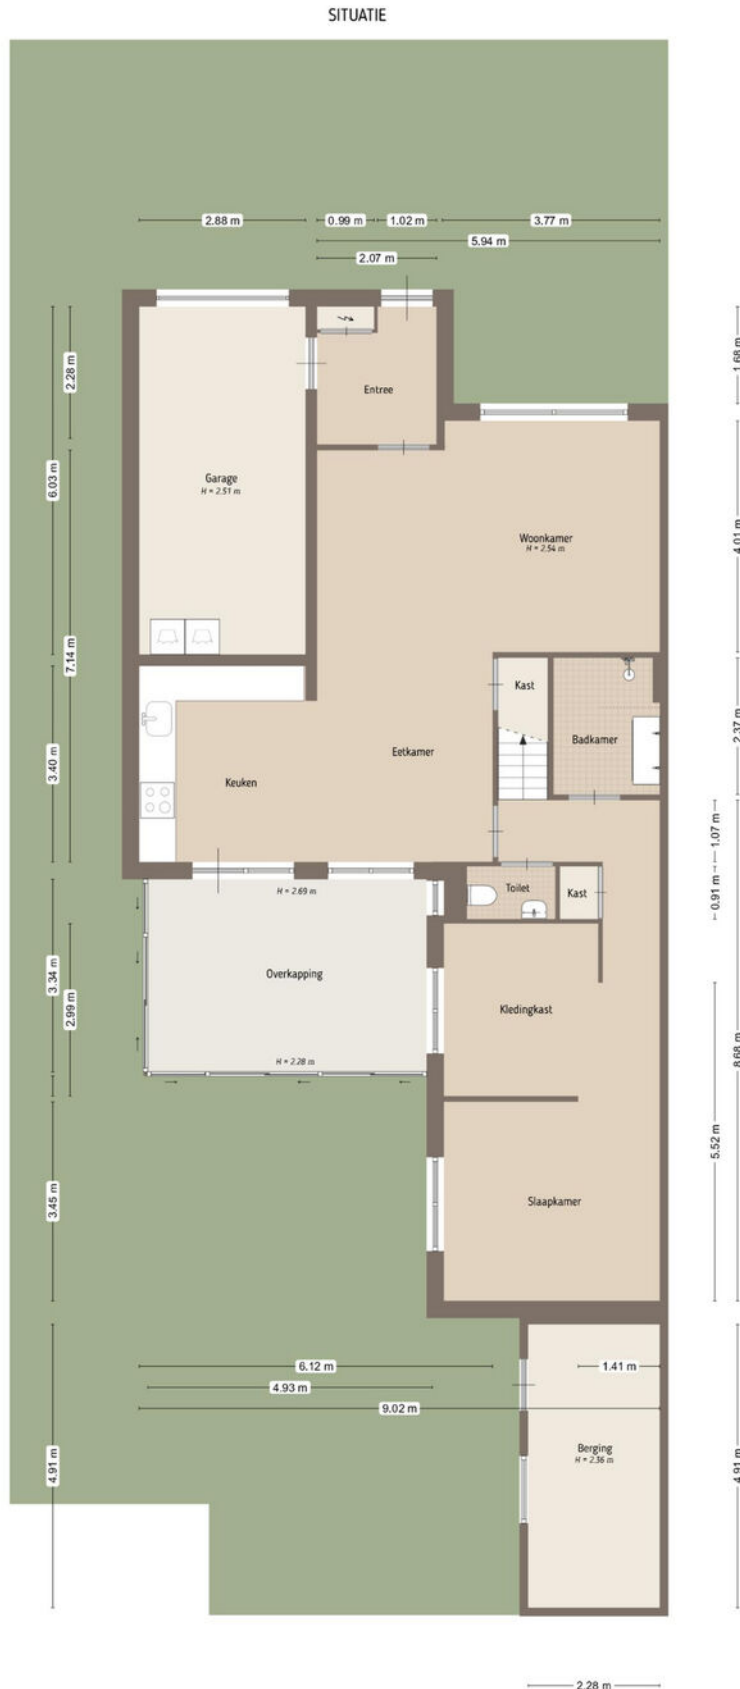 SITUATIE
2.88 m
0.99 m
1.02 m
3.77 m
5.94 m
2.07 m
1.68 m
2.28 m
Entree
6.03 m
Garage
H = 2.51 m
Woonkamer
H = 2.54 m
4.01 m
7.14 m
Kast
Badkamer
2.37 m
3.40 m
Eetkamer
Keuken
1.07 m
0.91 m
H = 2.69 m
Toilet
Kast
3.34 m
2.99 m
Overkapping
Kledingkast
8.68 m
H = 2.28 m
5.52 m
3.45 m
Slaapkamer
6.12 m
1.41 m
4.93 m
9.02 m
4.91 m
Berging
H = 2.36 m
4.91 m
2.28 m